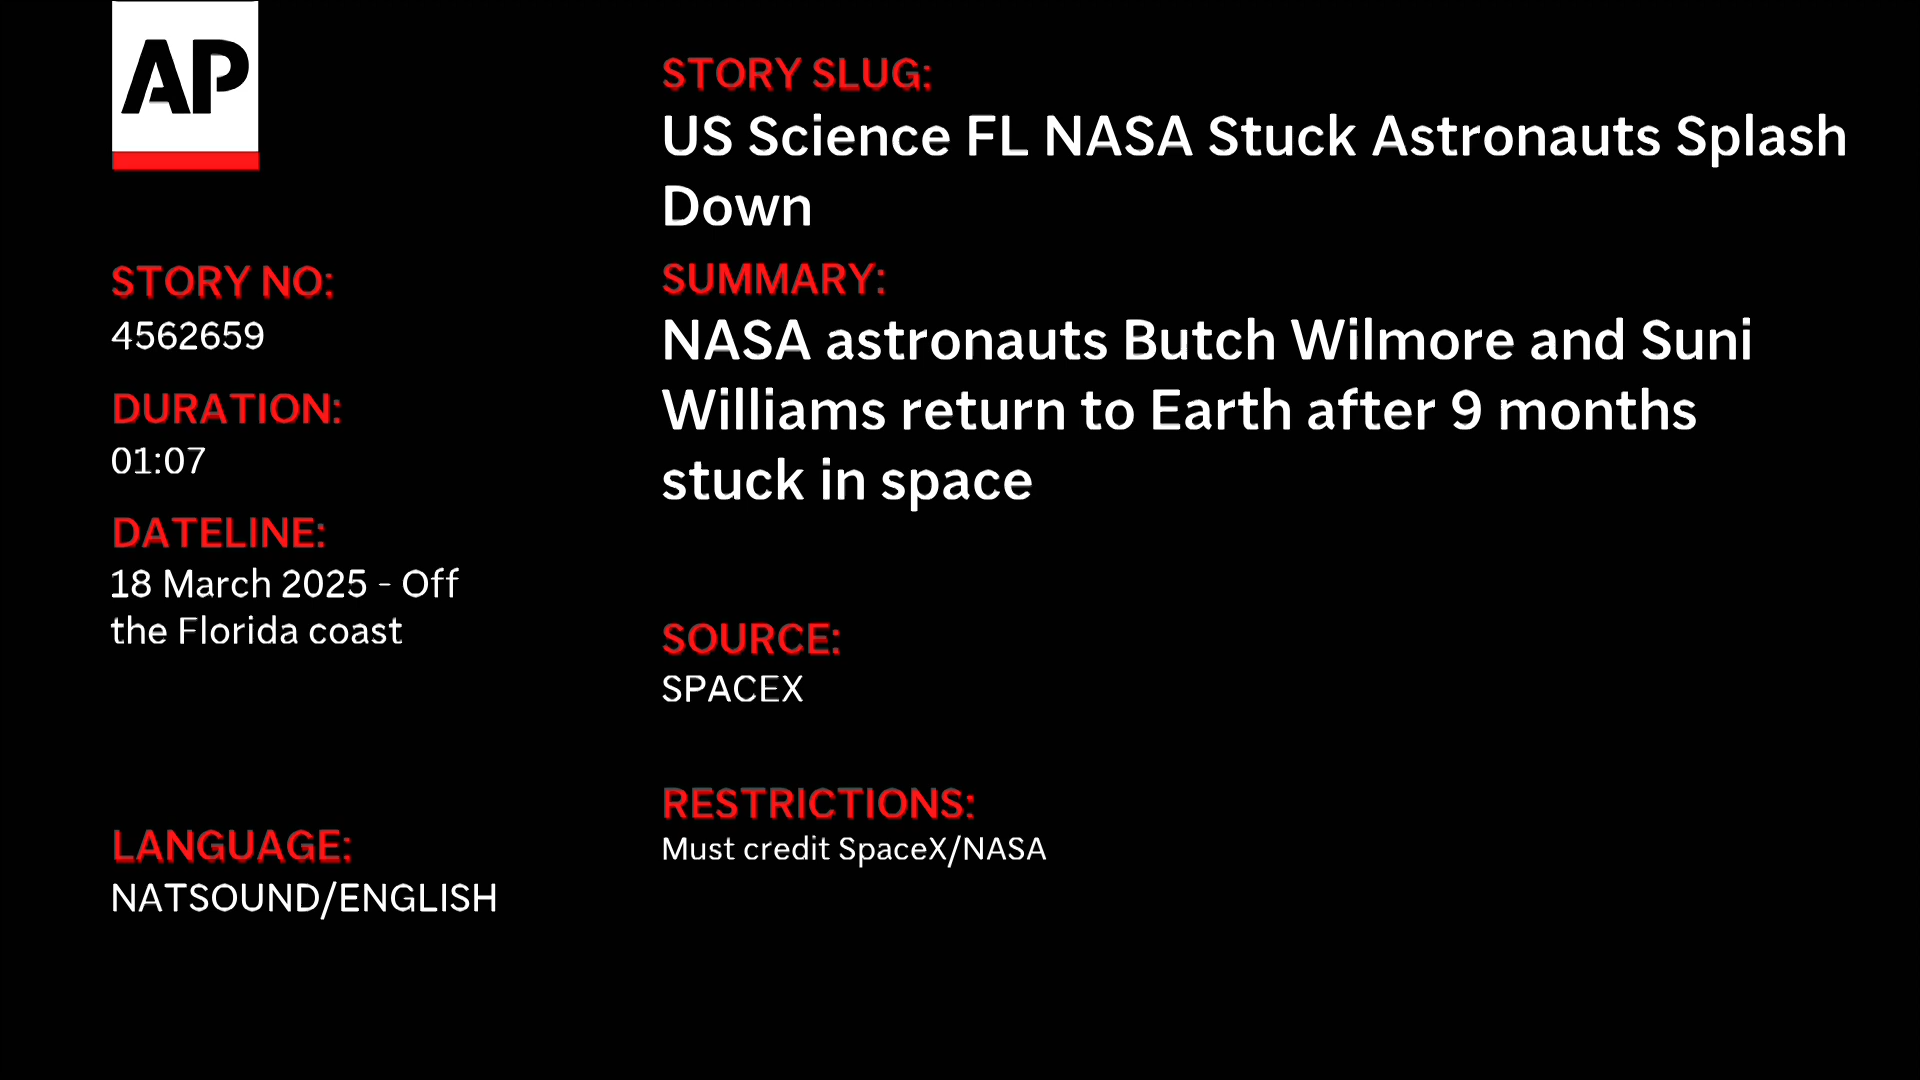 AP
STORY NO:
4562659
DURATION:
01:07
DATELINE:
18 March 2025 - Off
the Florida coast
LANGUAGE:
NATSOUND/ENGLISH
STORY SLUG:
US Science FL NASA Stuck Astronauts Splash
Down
SUMMARY:
NASA astronauts Butch Wilmore and Suni
Williams return to Earth after 9 months
stuck in space
SOURCE:
SPACEX
RESTRICTIONS:
Must credit SpaceX/NASA